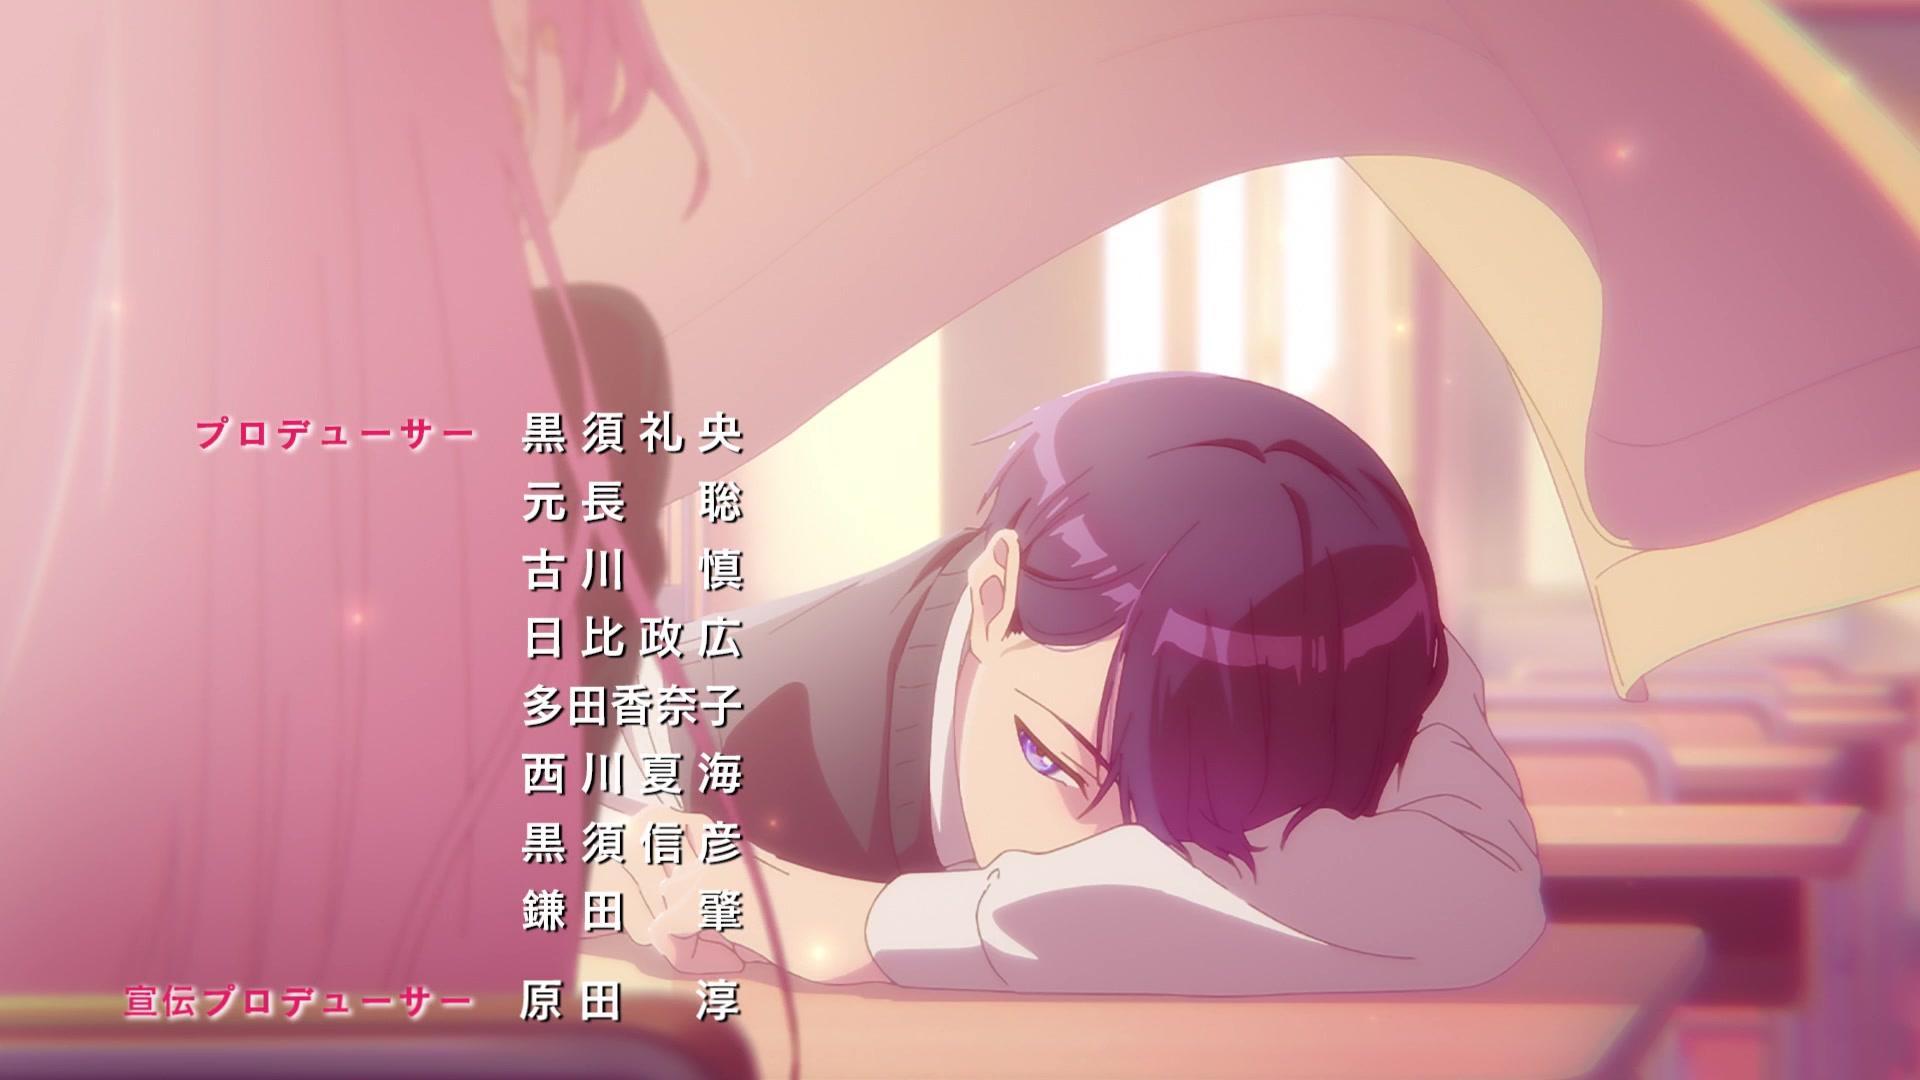 プロデューサー 黒須礼央
元長 聡
古川 慎
日比政広
多田香奈子
西川夏海
黒須信彦
鎌田 肇
宣伝プロデューサー 原田 淳